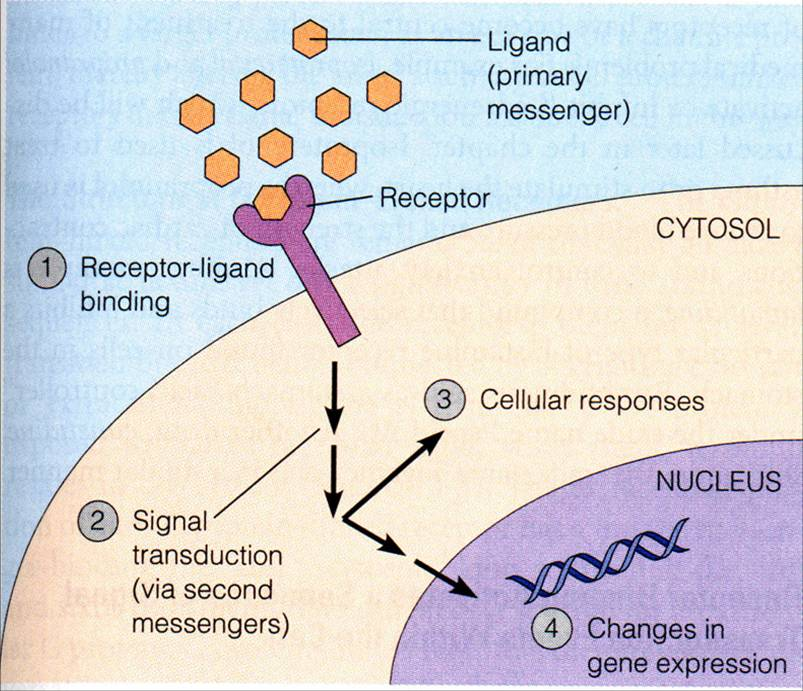 Ligand
(primary
messenger)
Receptor
CYTOSOL
1 Receptor-ligand
binding
3 Cellular responses
NUCLEUS
2 Signal
transduction
(via second
messengers)
4 Changes in
gene expression